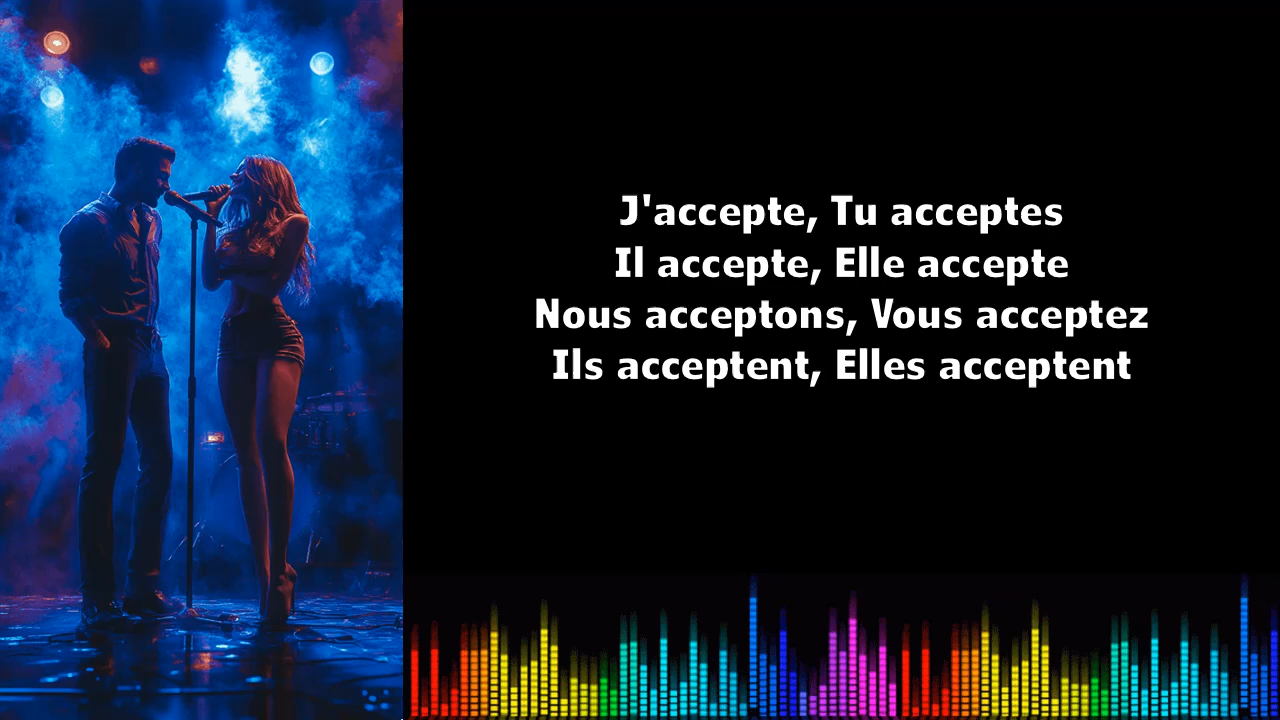 J'accepte, Tu acceptes
Il accepte, Elle accepte
Nous acceptons, Vous acceptez
Ils acceptent, Elles acceptent